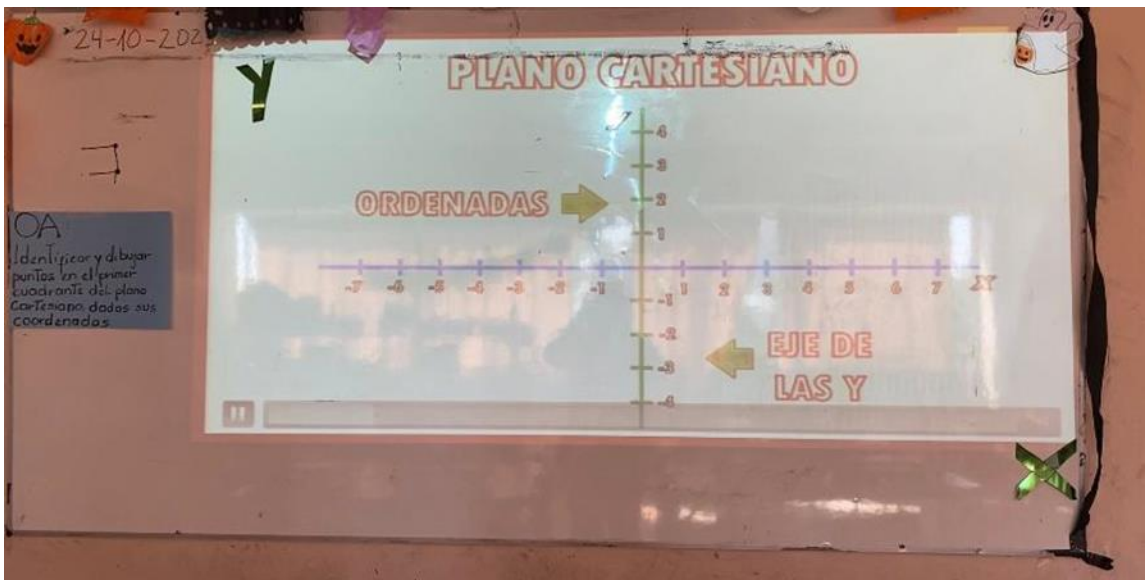 24-10-202
Y
PLANO CARTESIANO
4
3
ORDENADAS
2
1
-7 -6 -5 -4 -3 -2 -1 1 2 3 4 5 6 7 X
-1
-2
EJE DE
-3
LAS Y
-4
OA
Identificar y dibujar
puntos en el primer
cuadrante del plano
Cartesiano, dadas sus
coordenadas
X